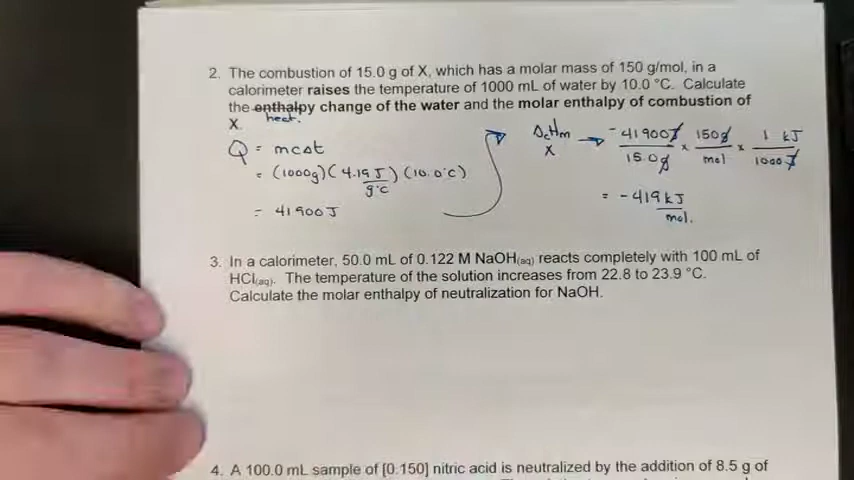 2. The combustion of 15.0 g of X, which has a molar mass of 150 g/mol, in a
calorimeter raises the temperature of 1000 mL of water by 10.0 °C. Calculate
the enthalpy change of the water and the molar enthalpy of combustion of
heat.
X.
Q = mcΔt
= (1000g)(4.19 J/g°C)(10.0°C)
= 41900J
ΔcHm
X
-41900J/15.0g × 150g/mol × 1 kJ/1000J
= -419 kJ/mol.
3. In a calorimeter, 50.0 mL of 0.122 M NaOH(aq) reacts completely with 100 mL of
HCl(aq). The temperature of the solution increases from 22.8 to 23.9 °C.
Calculate the molar enthalpy of neutralization for NaOH.
4. A 100.0 mL sample of [0.150] nitric acid is neutralized by the addition of 8.5 g of